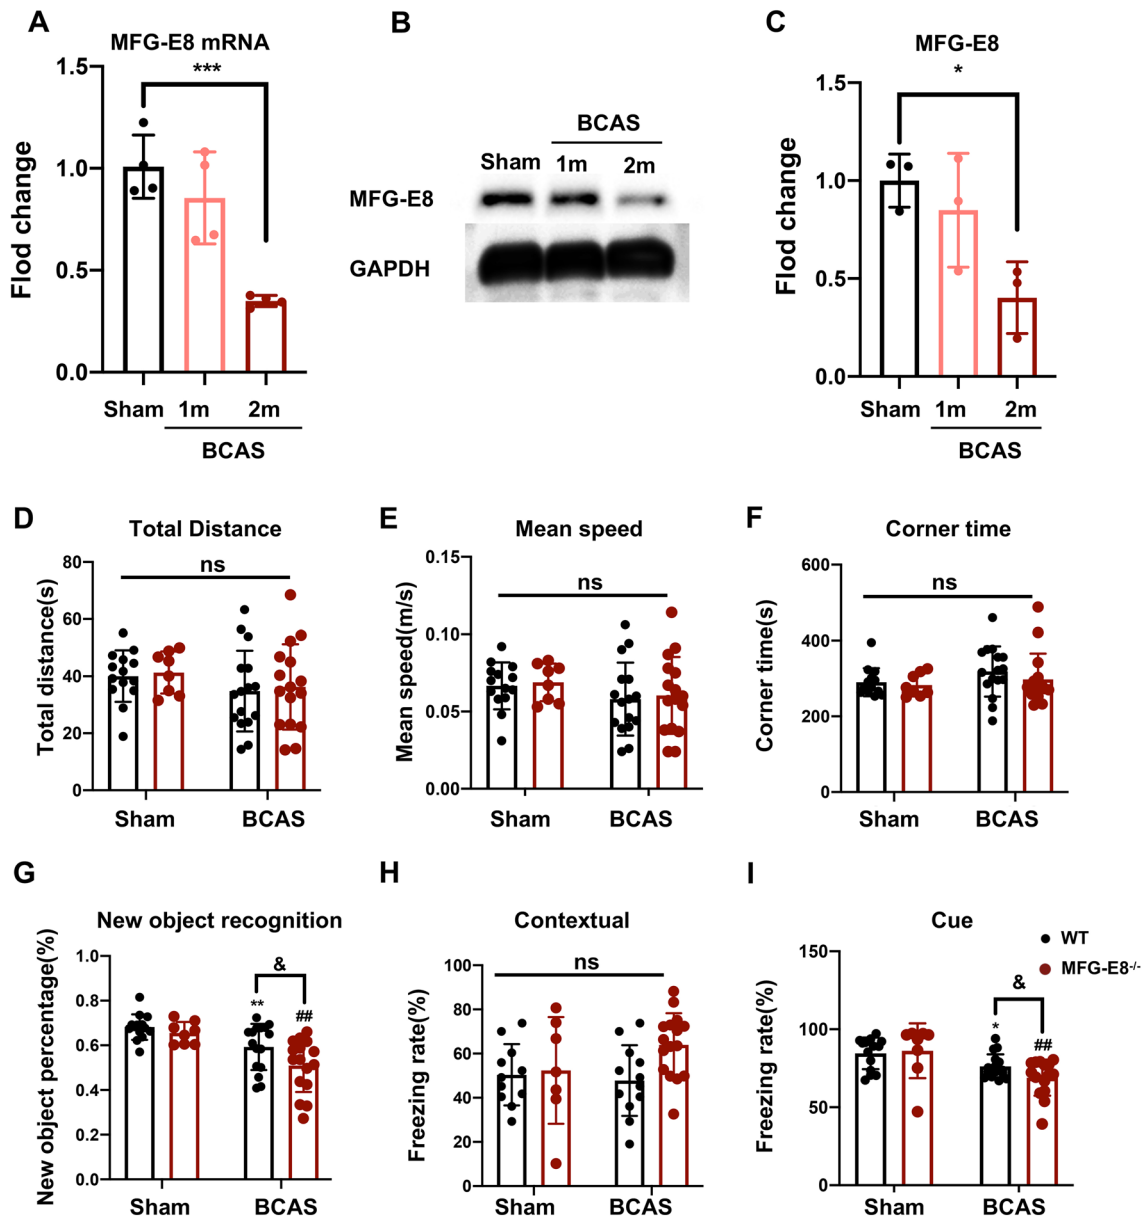 A
MFG-E8 mRNA
***
Flod change
1.5
1.0
0.5
0.0
Sham 1m 2m
BCAS
B
BCAS
Sham 1m 2m
MFG-E8
GAPDH
C
MFG-E8
*
Flod change
1.5
1.0
0.5
0.0
Sham 1m 2m
BCAS
D
Total Distance
ns
Total distance(s)
80
60
40
20
0
Sham BCAS
E
Mean speed
ns
Mean speed(m/s)
0.15
0.10
0.05
0.00
Sham BCAS
F
Corner time
ns
Corner time(s)
600
400
200
0
Sham BCAS
G
New object recognition
&
**
##
New object percentage(%)
1.0
0.8
0.6
0.4
0.2
0.0
Sham BCAS
H
Contextual
ns
Freezing rate(%)
100
80
60
40
20
0
Sham BCAS
I
Cue
WT
MFG-E8-/-
&
*
##
Freezing rate(%)
150
100
50
0
Sham BCAS